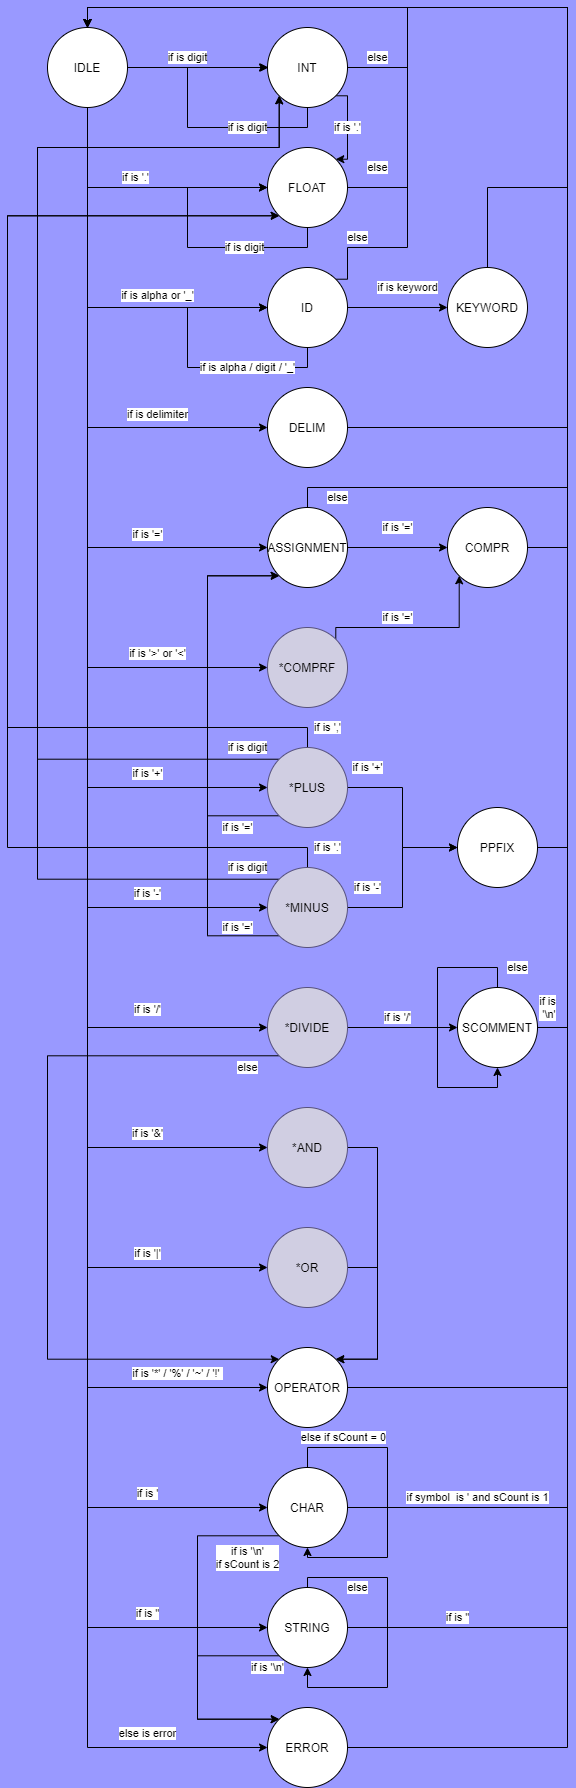 if is digit
else
IDLE
INT
if is digit
if is '.'
else
if is '.'
FLOAT
else
if is digit
if is keyword
if is alpha or '_'
ID
KEYWORD
if is alpha / digit / '_'
if is delimiter
DELIM
else
if is '='
if is '='
ASSIGNMENT
COMPR
if is '='
if is '>' or '<'
*COMPRF
if is ','
if is digit
if is '+'
if is '+'
*PLUS
if is '='
if is '.'
PPFIX
if is digit
if is '-'
if is '-'
*MINUS
if is '='
else
if is
'\n'
if is '/'
if is '/'
*DIVIDE
SCOMMENT
else
if is '&'
*AND
if is '|'
*OR
if is '*' / '%' / '~' / '!'
OPERATOR
else if sCount = 0
if is '
if symbol  is ' and sCount is 1
CHAR
if is '\n'
if sCount is 2
else
if is "
if is "
STRING
if is '\n'
else is error
ERROR